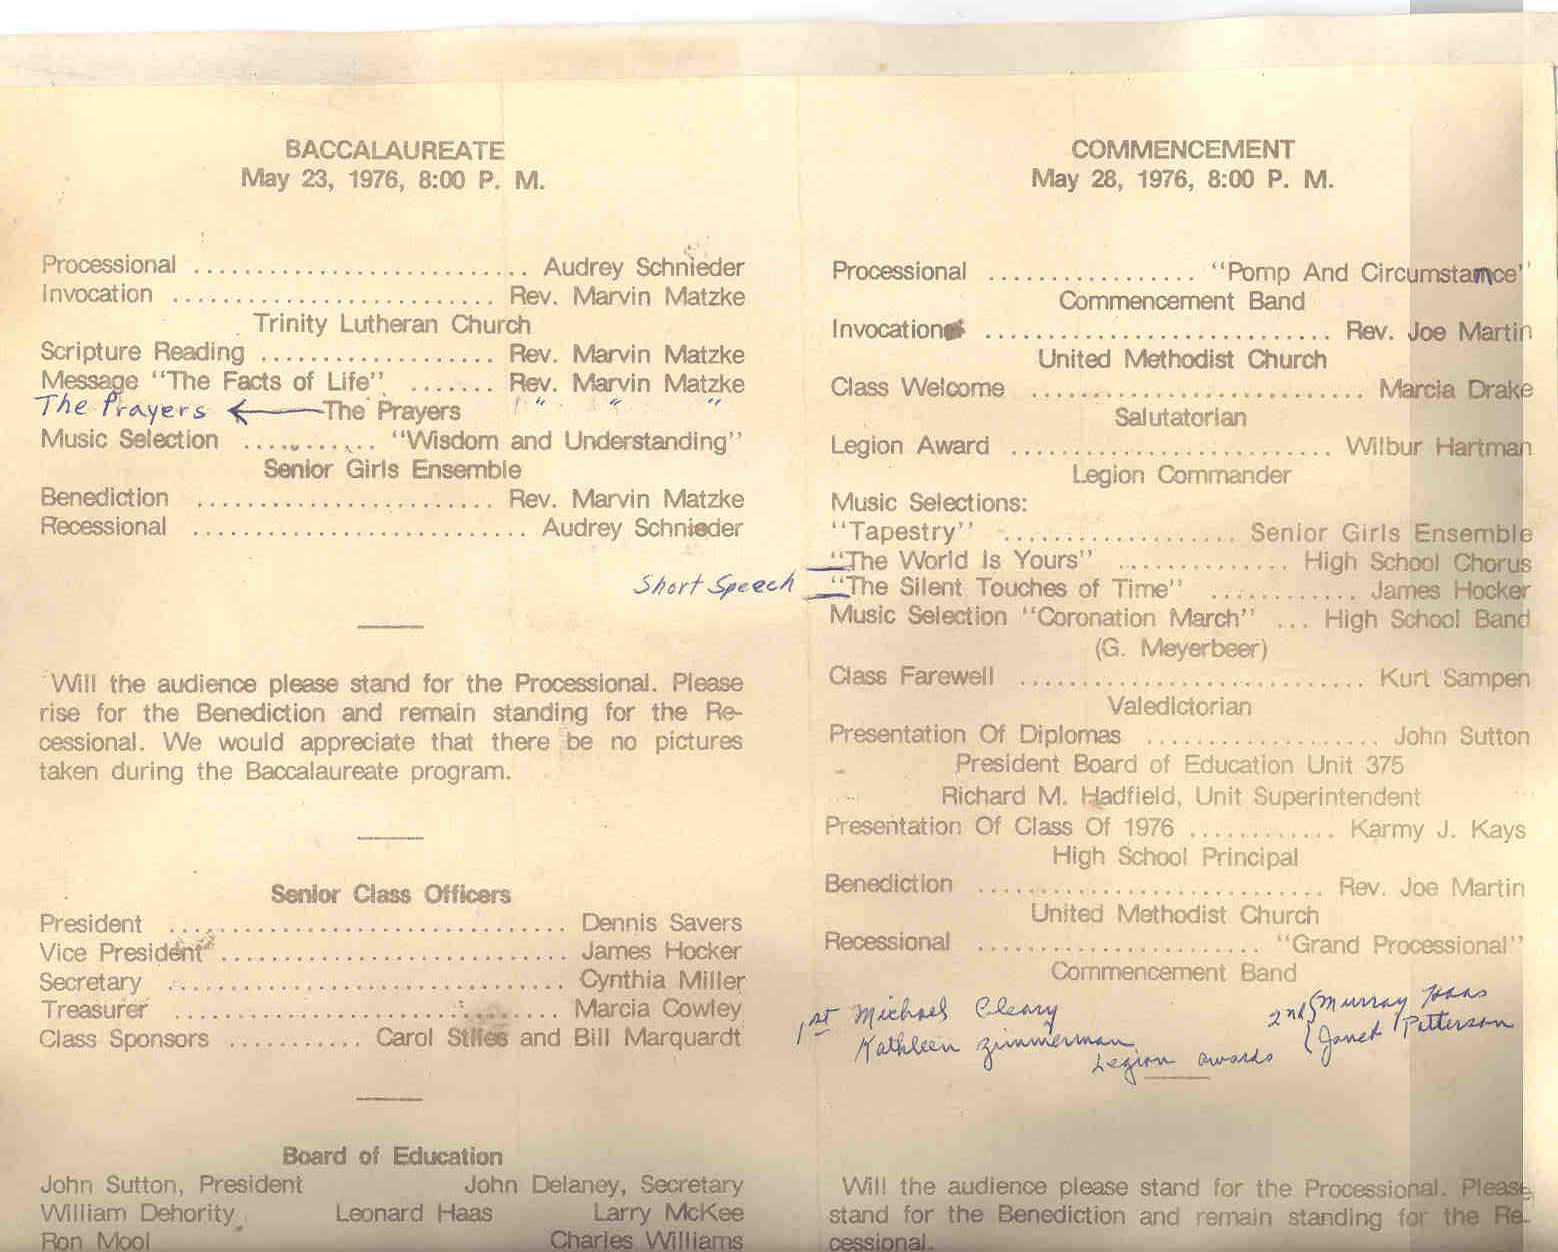 BACCALAUREATE
May 23, 1976, 8:00 P. M.
Processional .............................. Audrey Schnieder
Invocation ............................. Rev. Marvin Matzke
Trinity Lutheran Church
Scripture Reading ..................... Rev. Marvin Matzke
Message "The Facts of Life" ....... Rev. Marvin Matzke
The Prayers ← The Prayers " " "
Music Selection ............ "Wisdom and Understanding"
Senior Girls Ensemble
Benediction ........................... Rev. Marvin Matzke
Recessional .............................. Audrey Schnieder
Will the audience please stand for the Processional. Please
rise for the Benediction and remain standing for the Re-
cessional. We would appreciate that there be no pictures
taken during the Baccalaureate program.
Senior Class Officers
President .................................... Dennis Savers
Vice President ............................... James Hocker
Secretary .................................... Cynthia Miller
Treasurer .................................... Marcia Cowley
Class Sponsors ............ Carol Stiles and Bill Marquardt
Board of Education
John Sutton, President John Delaney, Secretary
William Dehority Leonard Haas Larry McKee
Ron Mool Charles Williams
COMMENCEMENT
May 28, 1976, 8:00 P. M.
Processional ................... "Pomp And Circumstance"
Commencement Band
Invocation ............................... Rev. Joe Martin
United Methodist Church
Class Welcome .............................. Marcia Drake
Salutatorian
Legion Award ............................. Wilbur Hartman
Legion Commander
Music Selections:
"Tapestry" ..................... Senior Girls Ensemble
"The World Is Yours" ............... High School Chorus
Short Speech "The Silent Touches of Time" ............ James Hocker
Music Selection "Coronation March" ... High School Band
(G. Meyerbeer)
Class Farewell ............................... Kurt Sampen
Valedictorian
Presentation Of Diplomas ..................... John Sutton
President Board of Education Unit 375
Richard M. Hadfield, Unit Superintendent
Presentation Of Class Of 1976 ............. Karmy J. Kays
High School Principal
Benediction ............................... Rev. Joe Martin
United Methodist Church
Recessional ......................... "Grand Processional"
Commencement Band
1st Michael Cleary 2nd Murray Haas
Kathleen Zimmerman Janet Patterson
Legion awards
Will the audience please stand for the Processional. Please
stand for the Benediction and remain standing for the Re-
cessional.